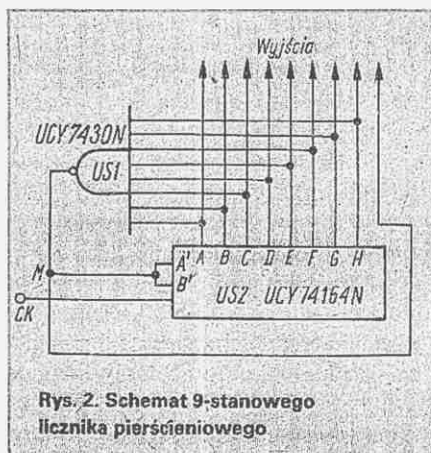 Wyjścia
UCY7430N
US1
A B C D E F G H
M
A'
B'
US2 - UCY74164N
CK
Rys. 2. Schemat 9-stanowego
licznika pierścieniowego